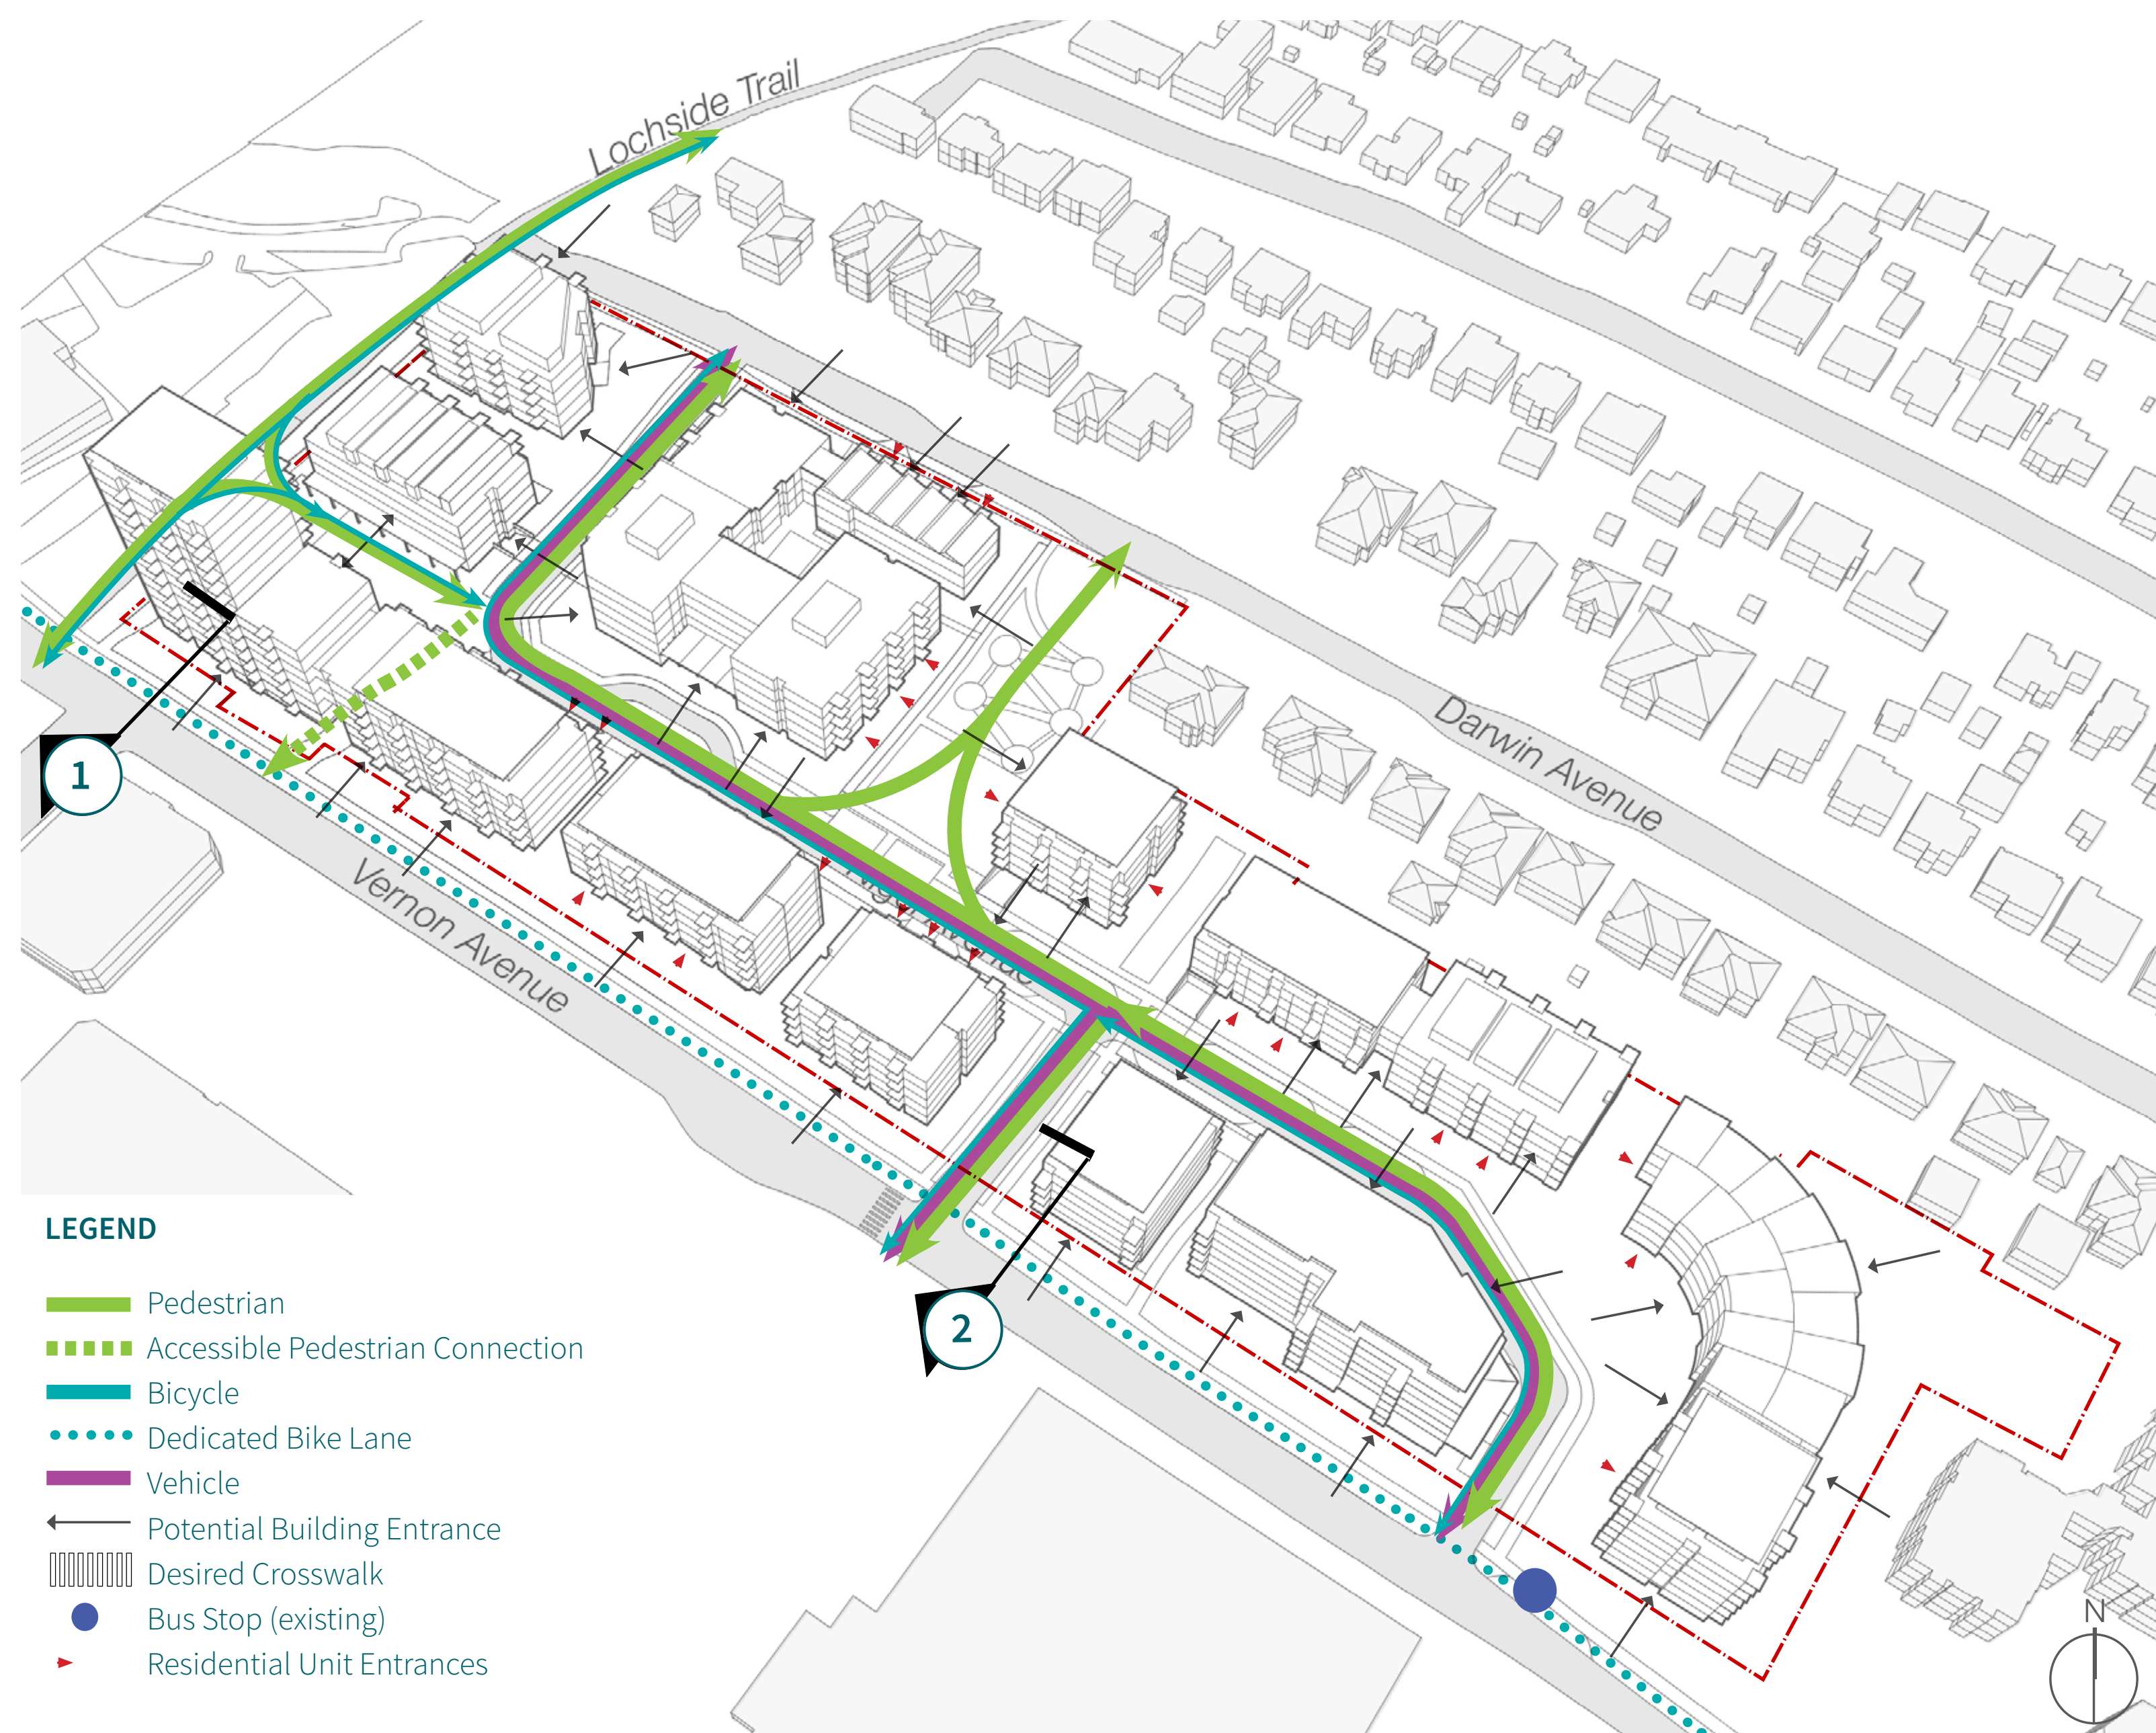 Lochside Trail
Darwin Avenue
1
Vernon Avenue
2
LEGEND
Pedestrian
Accessible Pedestrian Connection
Bicycle
Dedicated Bike Lane
Vehicle
Potential Building Entrance
Desired Crosswalk
Bus Stop (existing)
Residential Unit Entrances
N